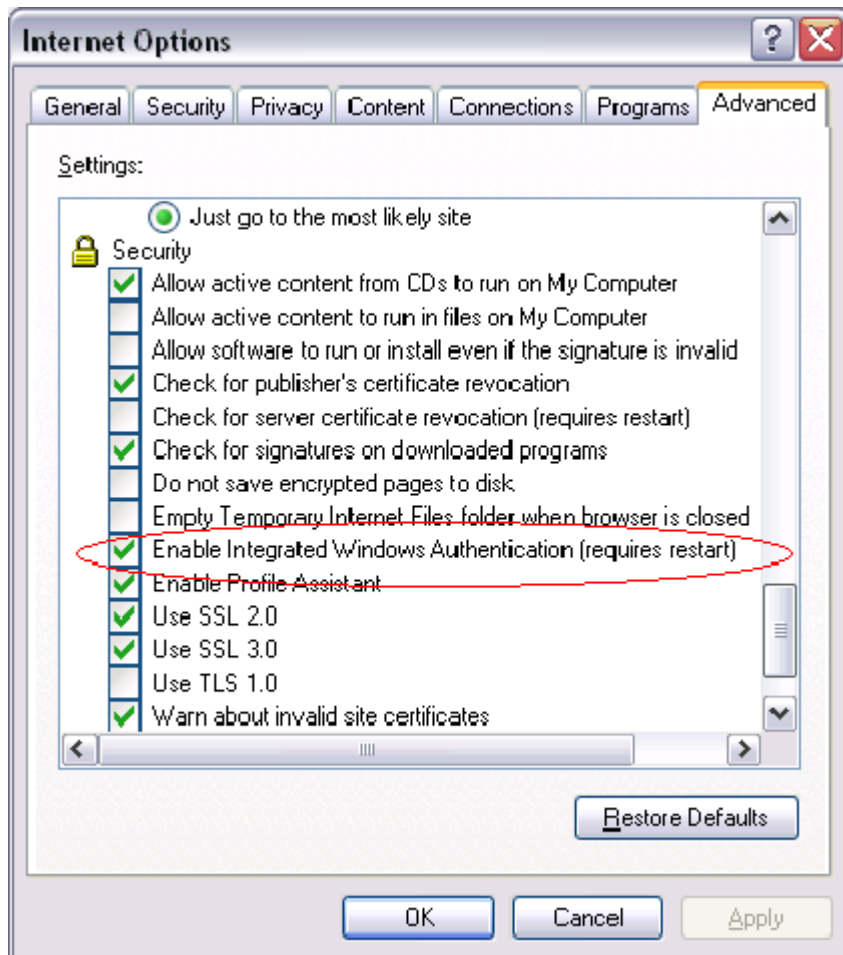 Internet Options
General Security Privacy Content Connections Programs Advanced
Settings:
Just go to the most likely site
Security
Allow active content from CDs to run on My Computer
Allow active content to run in files on My Computer
Allow software to run or install even if the signature is invalid
Check for publisher's certificate revocation
Check for server certificate revocation (requires restart)
Check for signatures on downloaded programs
Do not save encrypted pages to disk
Empty Temporary Internet Files folder when browser is closed
Enable Integrated Windows Authentication (requires restart)
Enable Profile Assistant
Use SSL 2.0
Use SSL 3.0
Use TLS 1.0
Warn about invalid site certificates
Restore Defaults
OK Cancel Apply